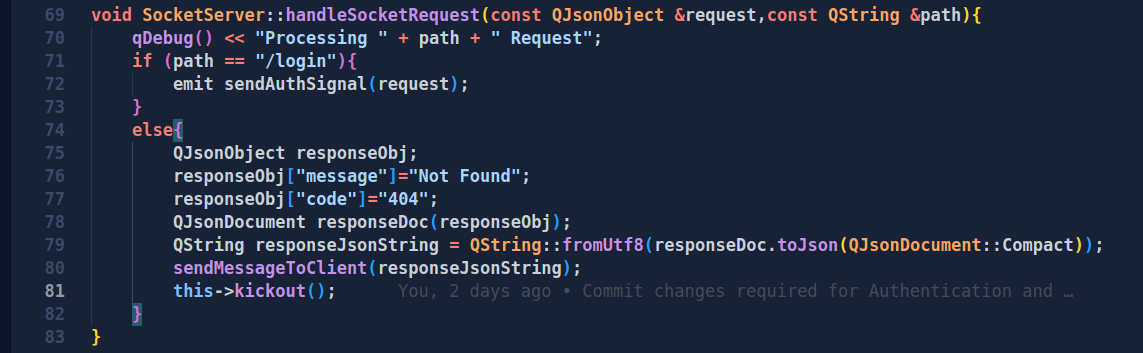 69 void SocketServer::handleSocketRequest(const QJsonObject &request,const QString &path){
70 qDebug() << "Processing " + path + " Request";
71 if (path == "/login"){
72 emit sendAuthSignal(request);
73 }
74 else{
75 QJsonObject responseObj;
76 responseObj["message"]="Not Found";
77 responseObj["code"]="404";
78 QJsonDocument responseDoc(responseObj);
79 QString responseJsonString = QString::fromUtf8(responseDoc.toJson(QJsonDocument::Compact));
80 sendMessageToClient(responseJsonString);
81 this->kickout(); You, 2 days ago • Commit changes required for Authentication and …
82 }
83 }